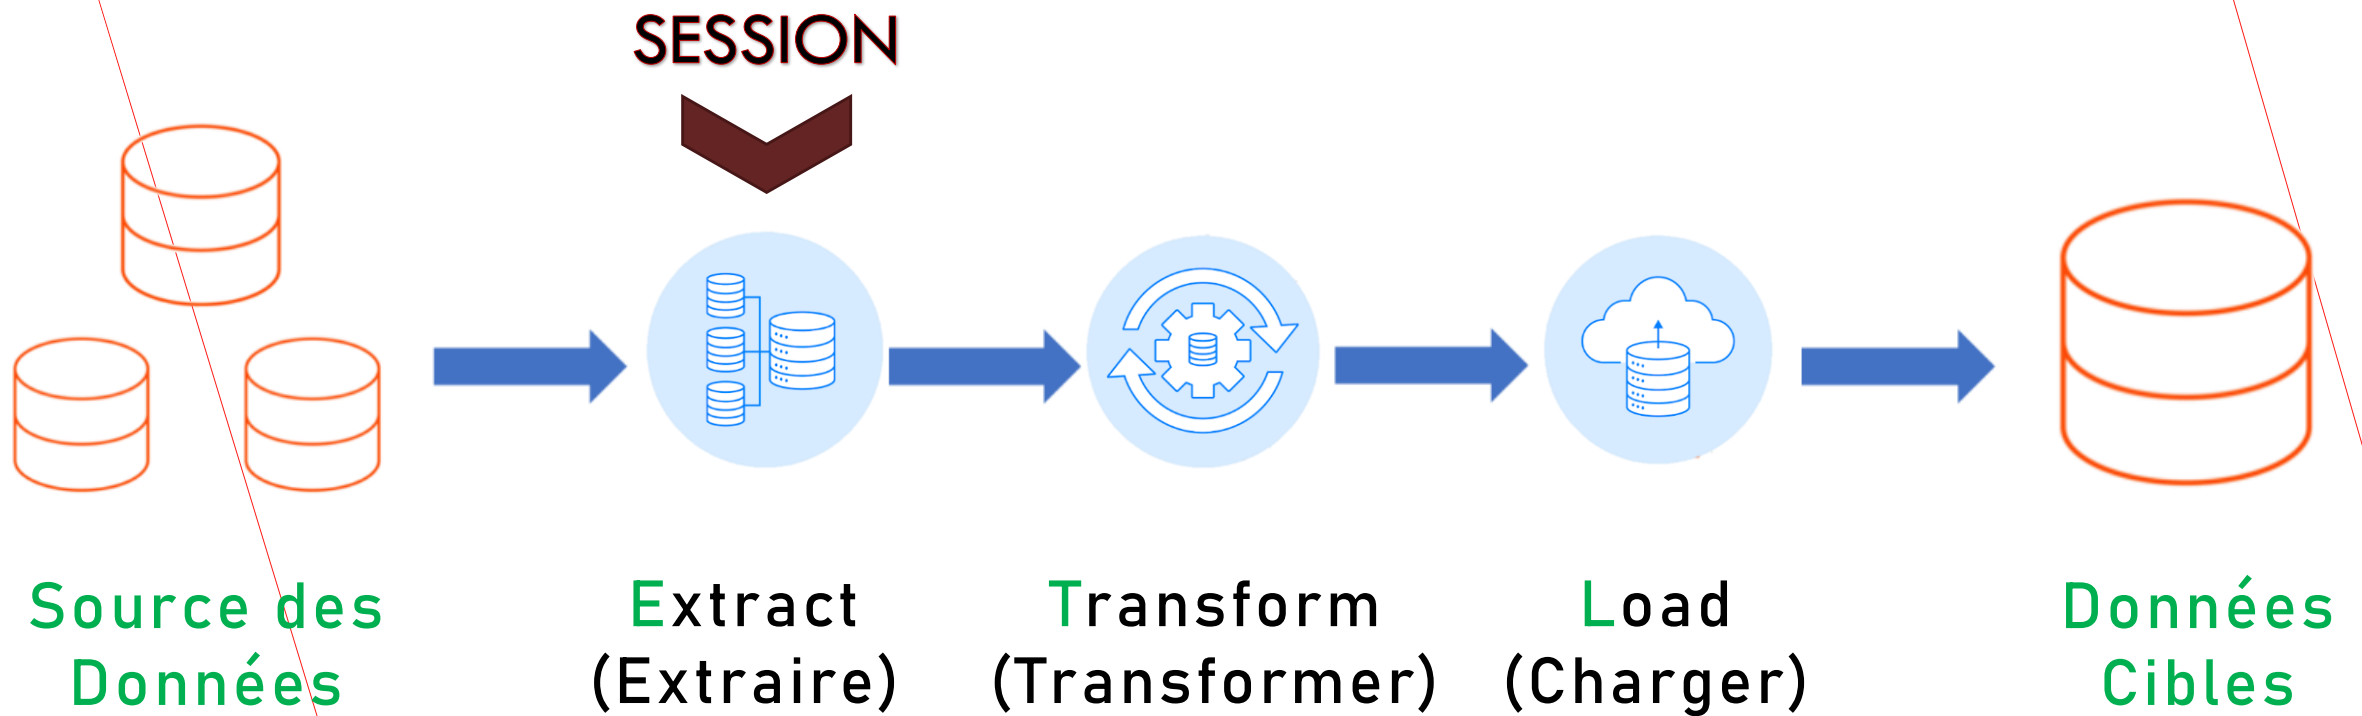 SESSION
Source des
Données
Extract
(Extraire)
Transform
(Transformer)
Load
(Charger)
Données
Cibles